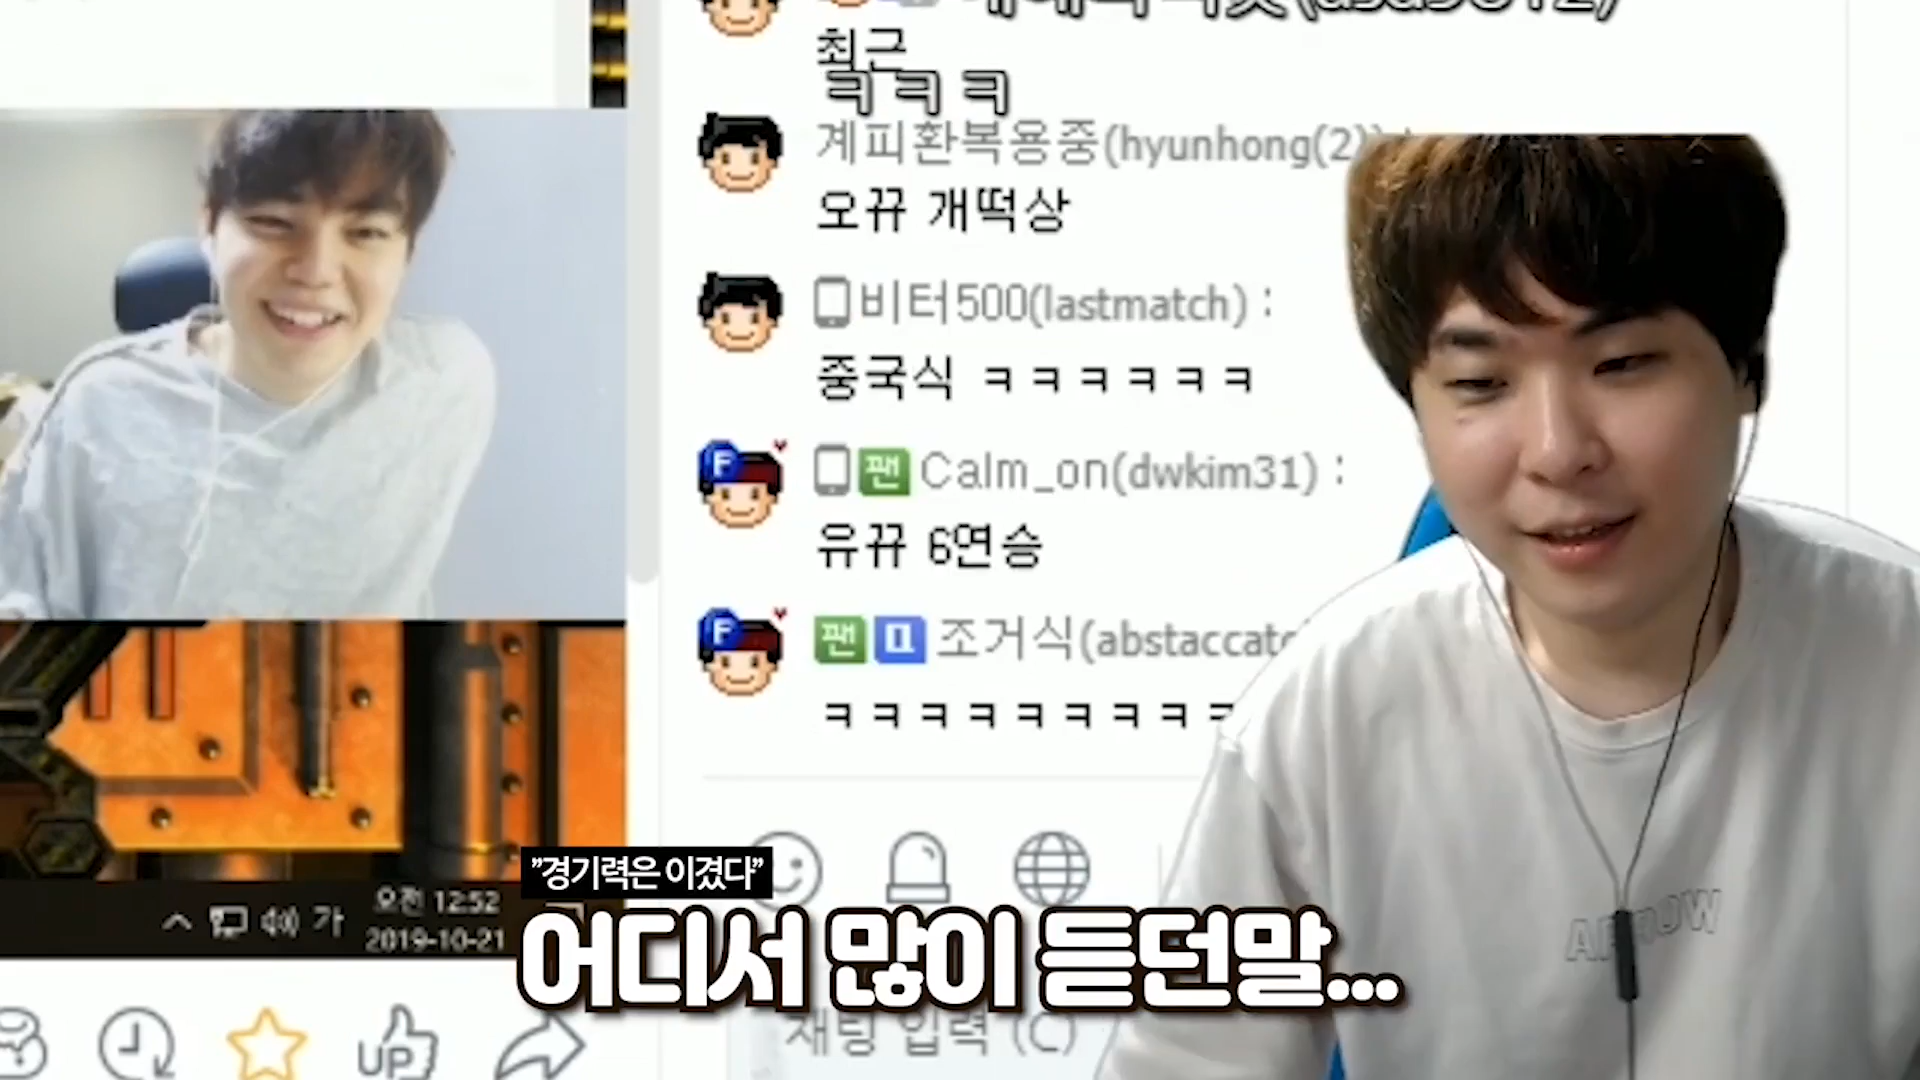 최근
ㅋㅋㅋ
계피환복용중(hyunhong(2))
오뀨 개떡상
비터500(lastmatch) :
중국식 ㅋㅋㅋㅋㅋㅋ
팬 Calm_on(dwkim31) :
유뀨 6연승
팬 조거식(abstaccato
ㅋㅋㅋㅋㅋㅋㅋㅋㅋ
"경기력은 이겼다"
어디서 많이 듣던말...
가 오전 12:52
2019-10-21
채팅 입력 (C)
UP